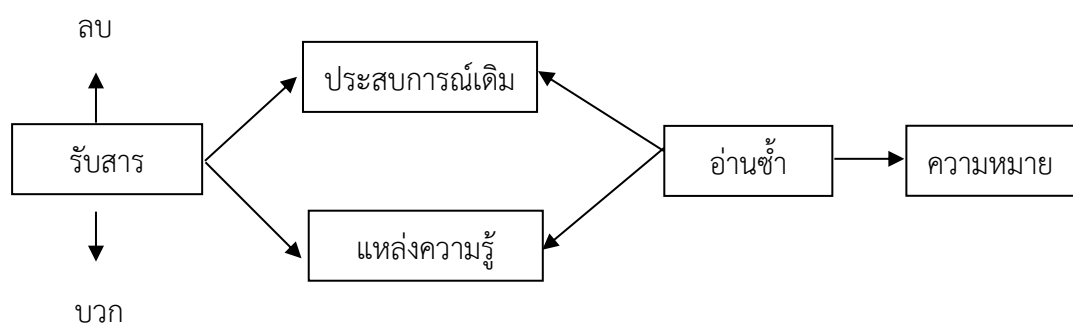 ลบ
ประสบการณ์เดิม
รับสาร
อ่านซ้ำ
ความหมาย
แหล่งความรู้
บวก